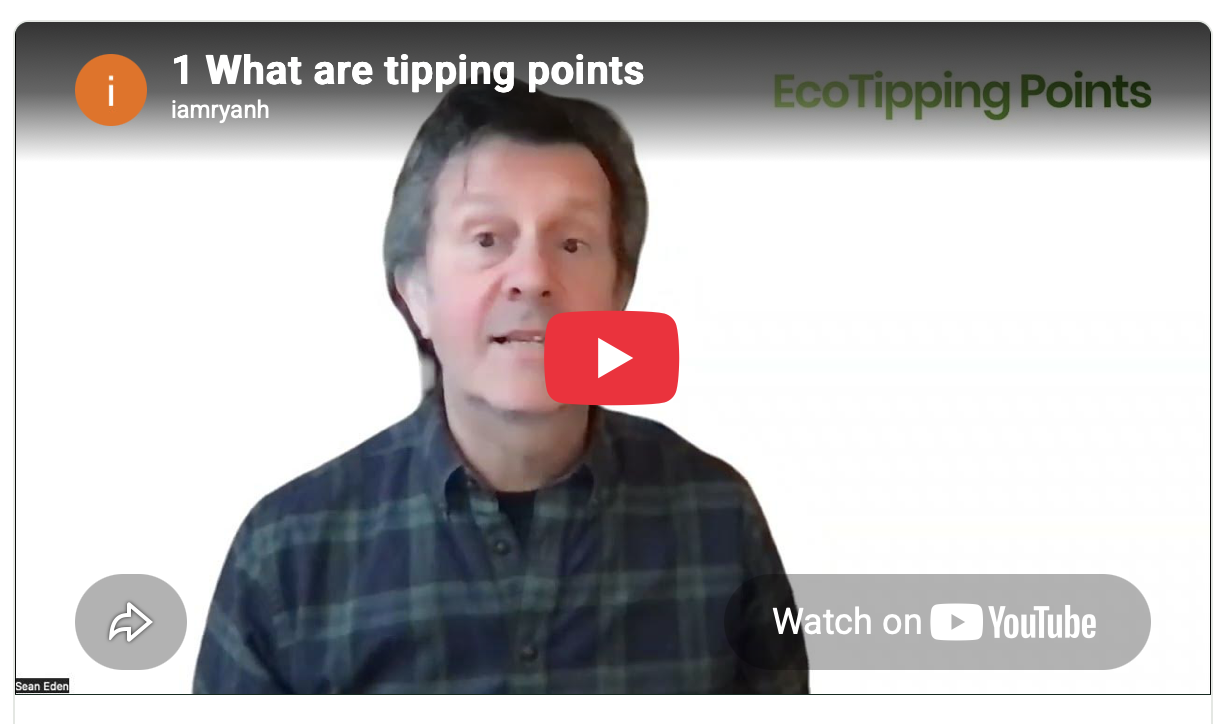 i
1 What are tipping points
iamryanh
EcoTipping Points
Watch on YouTube
Sean Eden